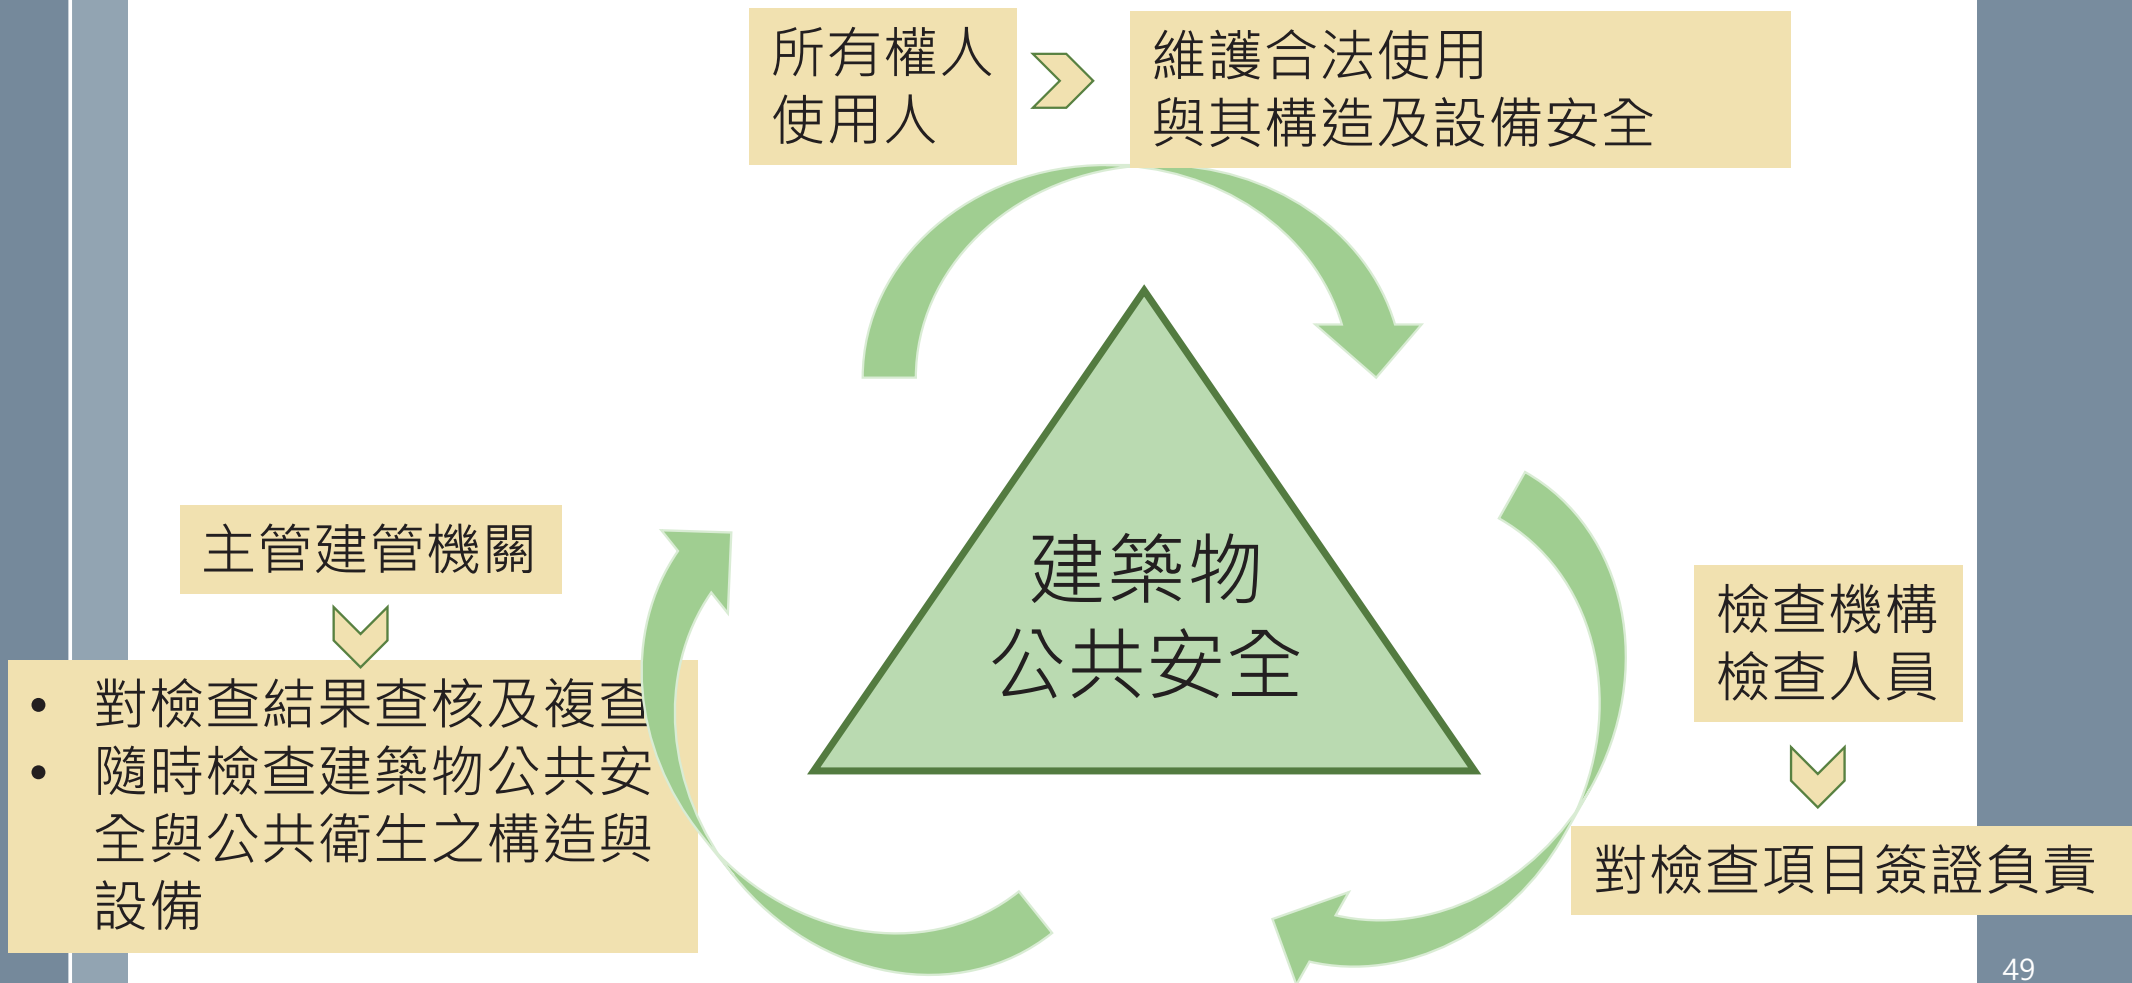 所有權人
使用人
維護合法使用
與其構造及設備安全
建築物
公共安全
主管建管機關
• 對檢查結果查核及複查
• 隨時檢查建築物公共安
全與公共衛生之構造與
設備
檢查機構
檢查人員
對檢查項目簽證負責
49